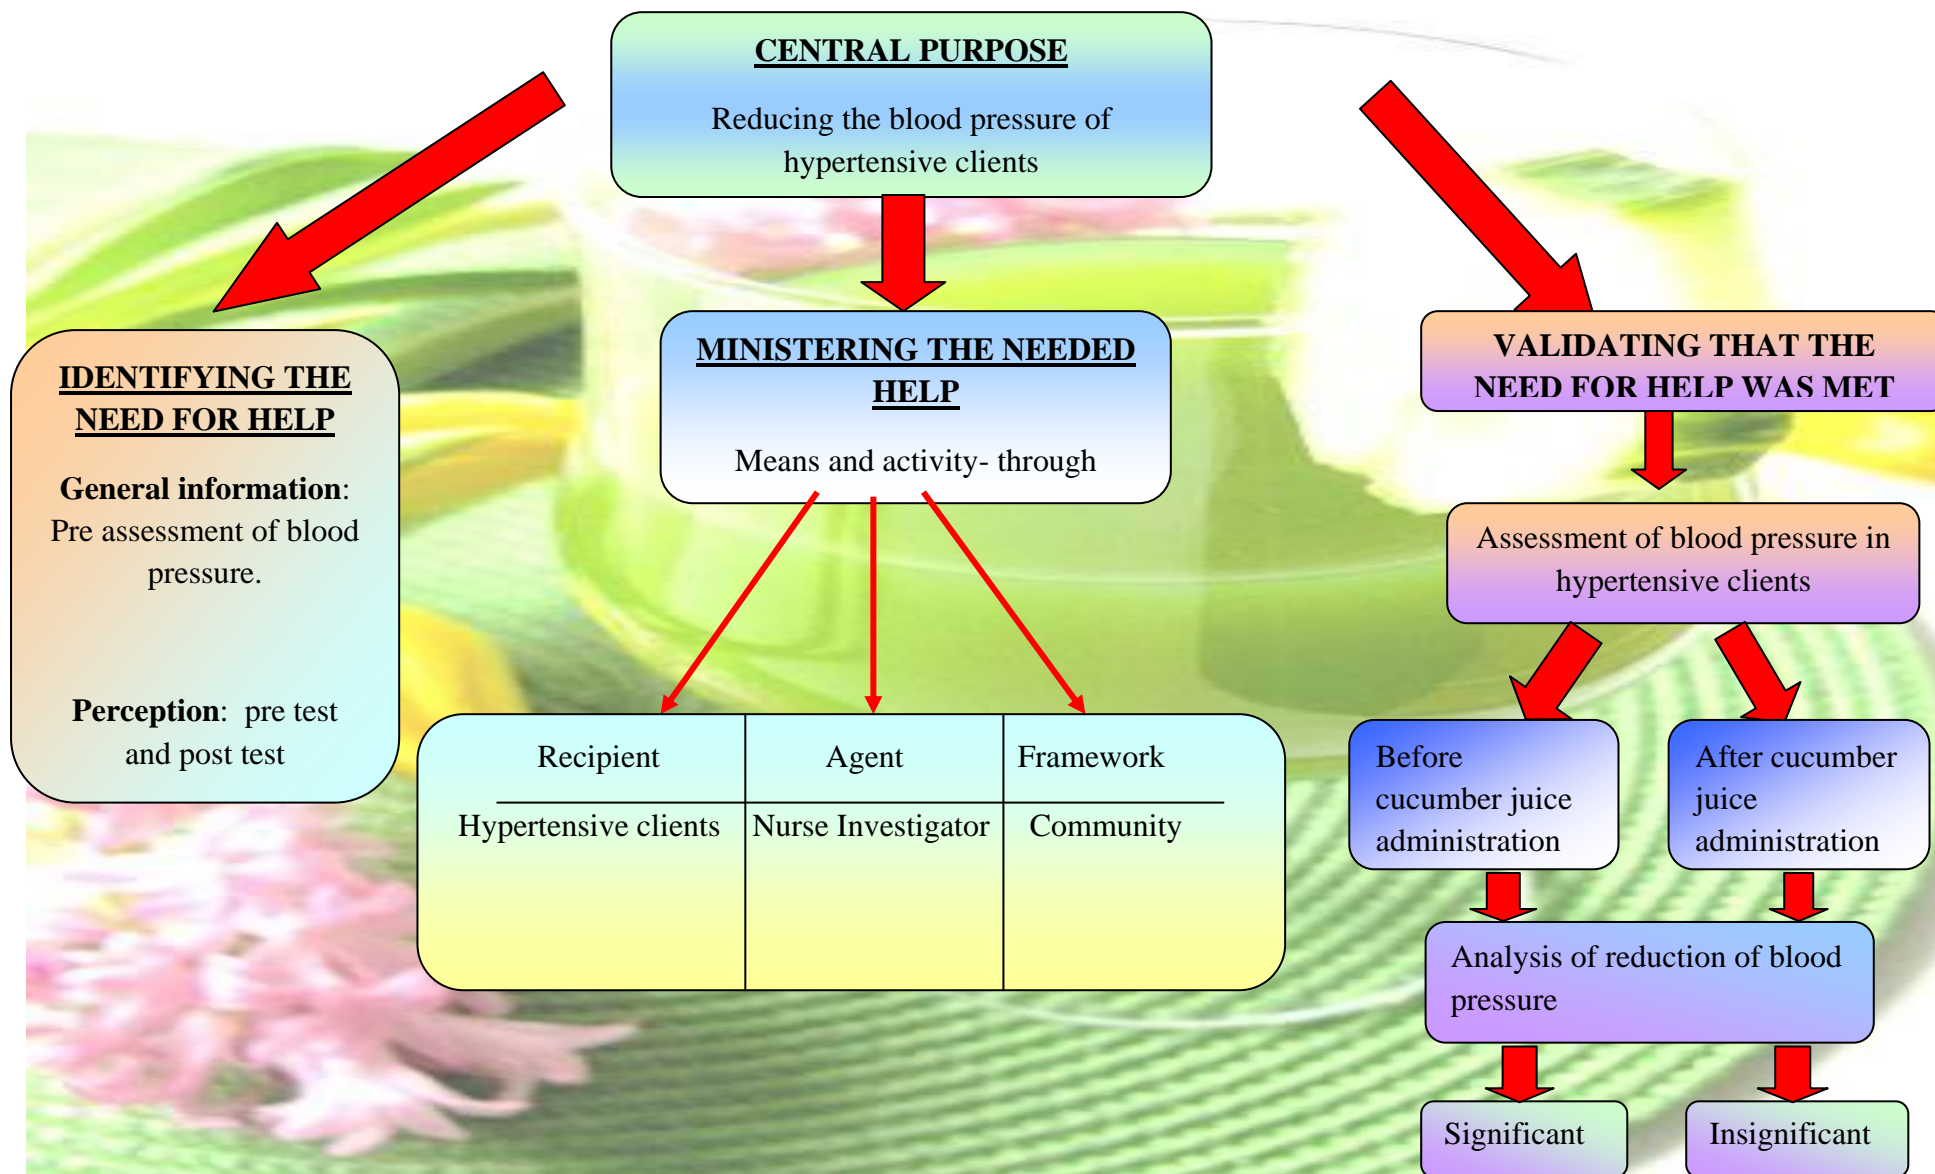 CENTRAL PURPOSE
Reducing the blood pressure of
hypertensive clients
IDENTIFYING THE
NEED FOR HELP
General information:
Pre assessment of blood
pressure.
Perception: pre test
and post test
MINISTERING THE NEEDED
HELP
Means and activity- through
Recipient Agent Framework
Hypertensive clients Nurse Investigator Community
VALIDATING THAT THE
NEED FOR HELP WAS MET
Assessment of blood pressure in
hypertensive clients
Before
cucumber juice
administration
After cucumber
juice
administration
Analysis of reduction of blood
pressure
Significant
Insignificant